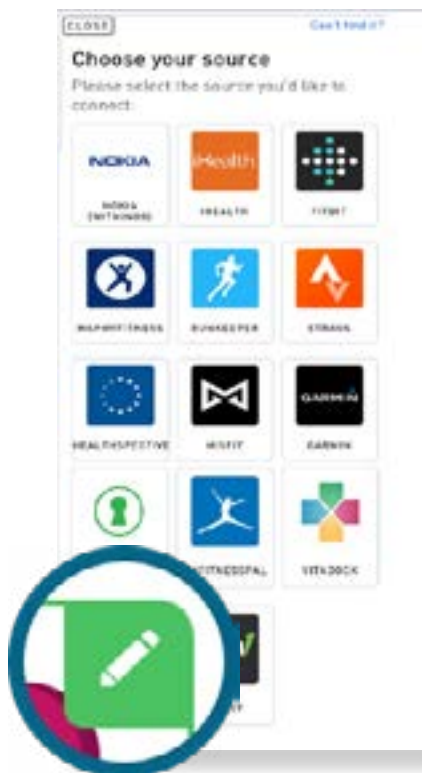 CLOSE
Can't find it?
Choose your source
Please select the source you'd like to
connect:
NOKIA
iHealth
NOKIA
(WITHINGS)
IHEALTH
FITBIT
MAPMYFITNESS
RUNKEEPER
STRAVA
GARMIN
HEALTHSPECTIVE
MISFIT
GARMIN
FITNESSPAL
VITADOCK